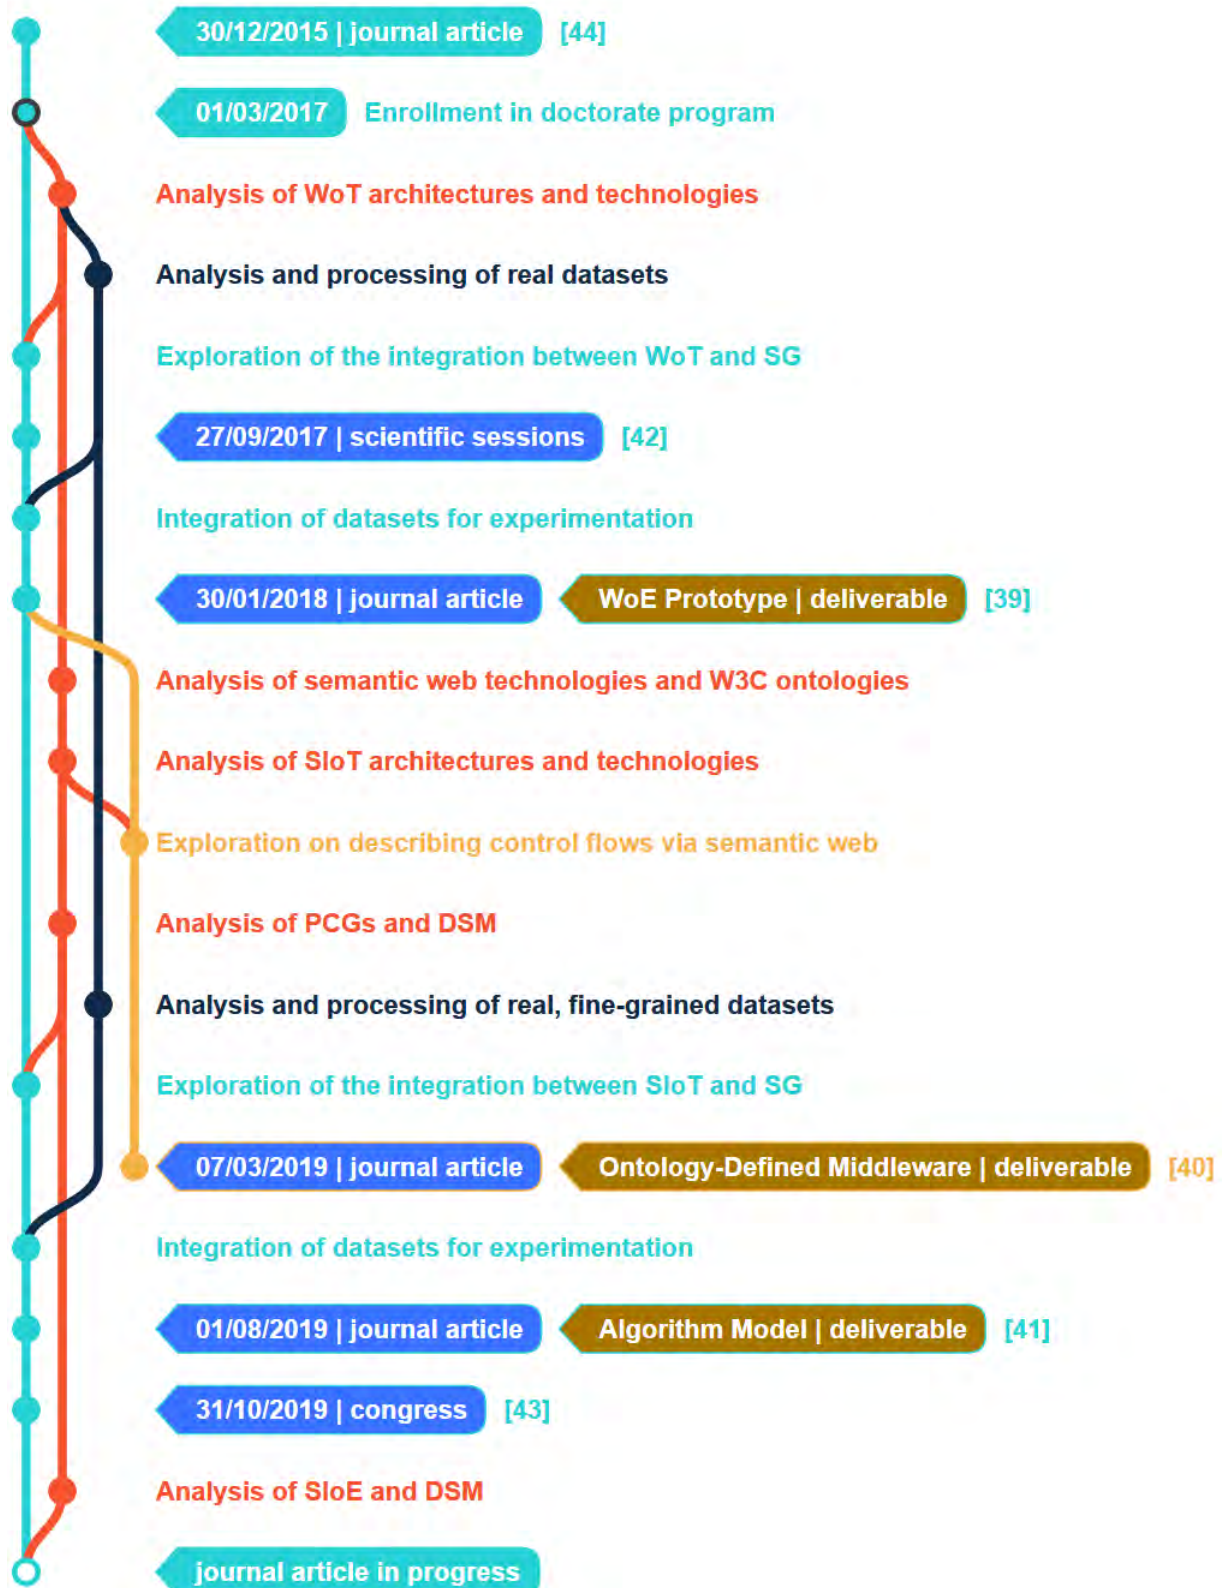 30/12/2015 | journal article [44]
01/03/2017 Enrollment in doctorate program
Analysis of WoT architectures and technologies
Analysis and processing of real datasets
Exploration of the integration between WoT and SG
27/09/2017 | scientific sessions [42]
Integration of datasets for experimentation
30/01/2018 | journal article WoE Prototype | deliverable [39]
Analysis of semantic web technologies and W3C ontologies
Analysis of SIoT architectures and technologies
Exploration on describing control flows via semantic web
Analysis of PCGs and DSM
Analysis and processing of real, fine-grained datasets
Exploration of the integration between SIoT and SG
07/03/2019 | journal article Ontology-Defined Middleware | deliverable [40]
Integration of datasets for experimentation
01/08/2019 | journal article Algorithm Model | deliverable [41]
31/10/2019 | congress [43]
Analysis of SIoE and DSM
journal article in progress